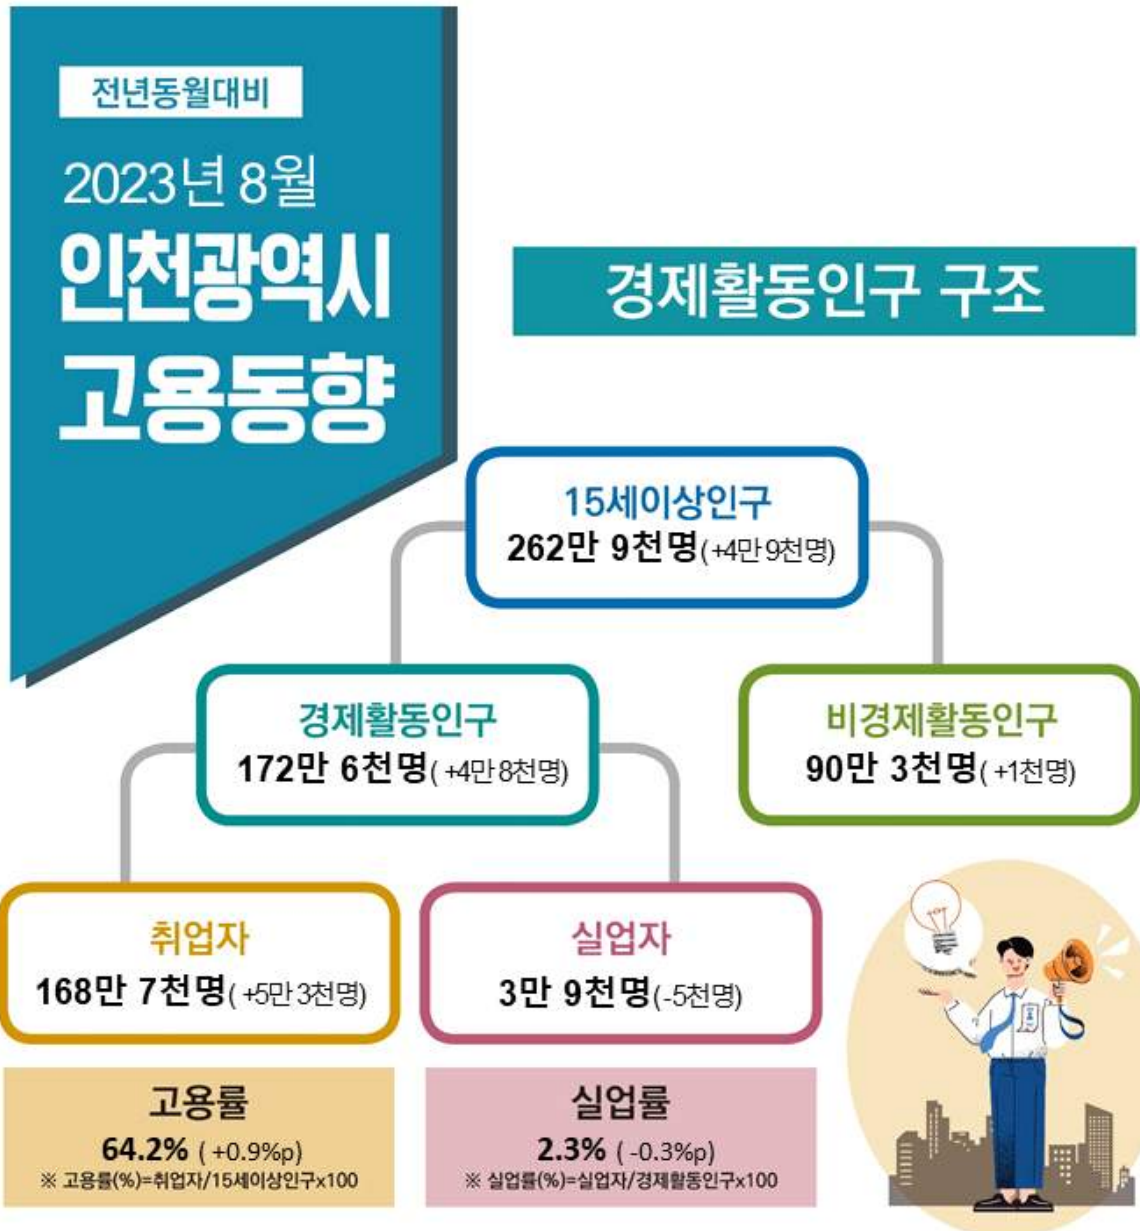 전년동월대비
2023년 8월
인천광역시
고용동향
경제활동인구 구조
15세이상인구
262만 9천명(+4만 9천명)
경제활동인구
172만 6천명( +4만 8천명)
비경제활동인구
90만 3천명( +1천명)
취업자
168만 7천명( +5만 3천명)
실업자
3만 9천명(-5천명)
고용률
64.2% ( +0.9%p)
※ 고용률(%)=취업자/15세이상인구x100
실업률
2.3% ( -0.3%p)
※ 실업률(%)=실업자/경제활동인구x100